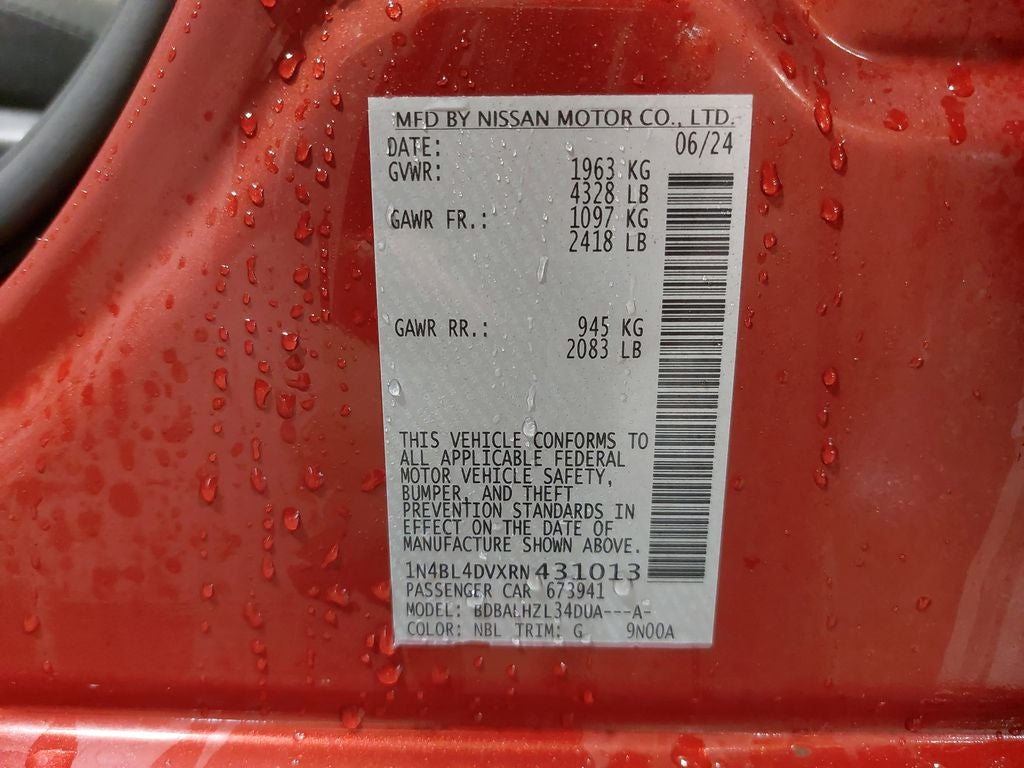 MFD BY NISSAN MOTOR CO., LTD.
DATE: 06/24
GVWR: 1963 KG
4328 LB
GAWR FR.: 1097 KG
2418 LB
GAWR RR.: 945 KG
2083 LB
THIS VEHICLE CONFORMS TO
ALL APPLICABLE FEDERAL
MOTOR VEHICLE SAFETY,
BUMPER, AND THEFT
PREVENTION STANDARDS IN
EFFECT ON THE DATE OF
MANUFACTURE SHOWN ABOVE.
1N4BL4DVXRN431013
PASSENGER CAR 673941
MODEL: BDBALHZL34DUA---A-
COLOR: NBL TRIM: G 9N00A